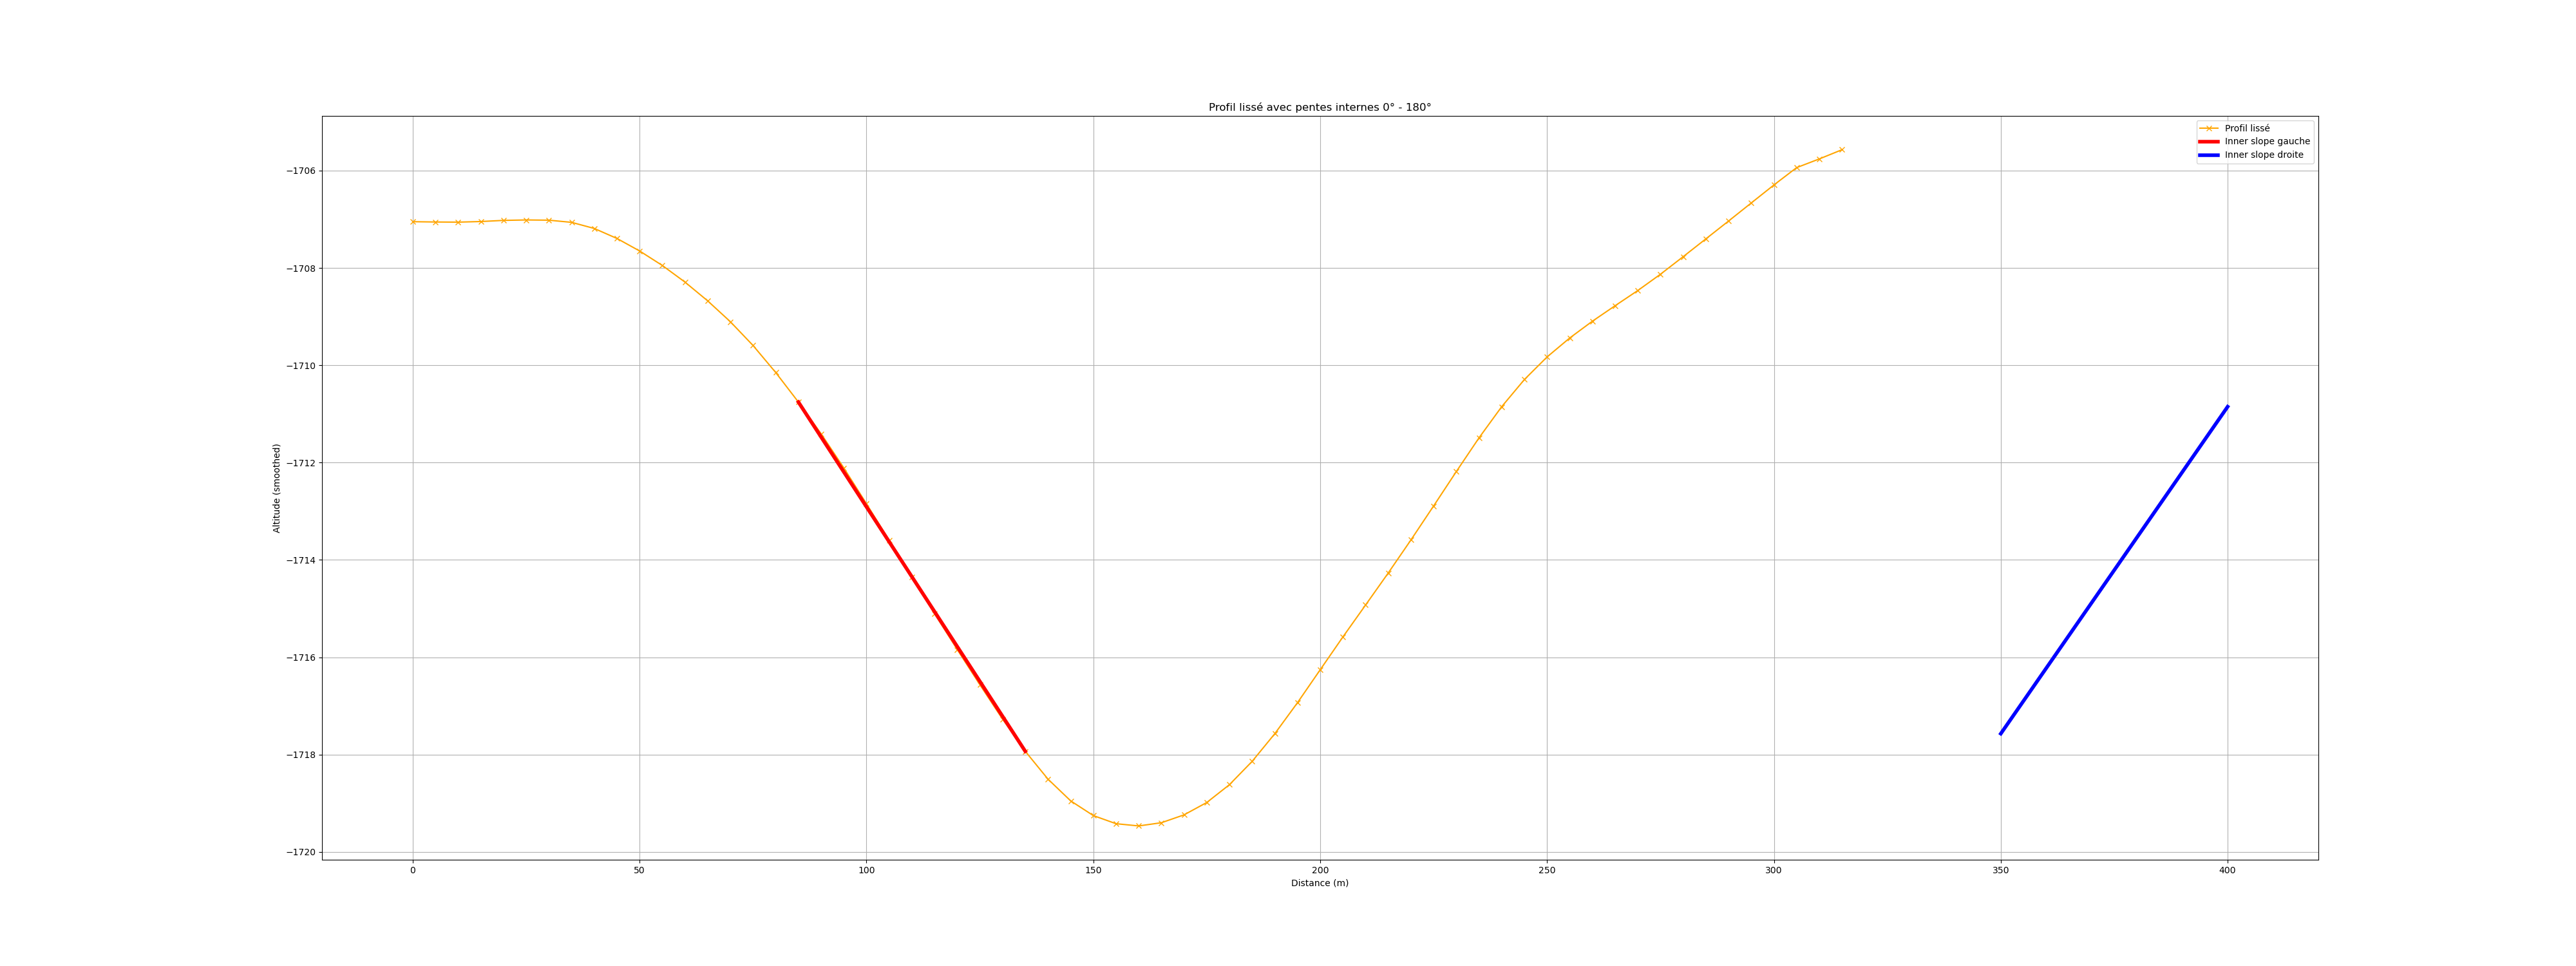 Profil lissé avec pentes internes 0° - 180°
Profil lissé
Inner slope gauche
Inner slope droite
−1706
−1708
−1710
−1712
−1714
−1716
−1718
−1720
Altitude (smoothed)
0 50 100 150 200 250 300 350 400
Distance (m)